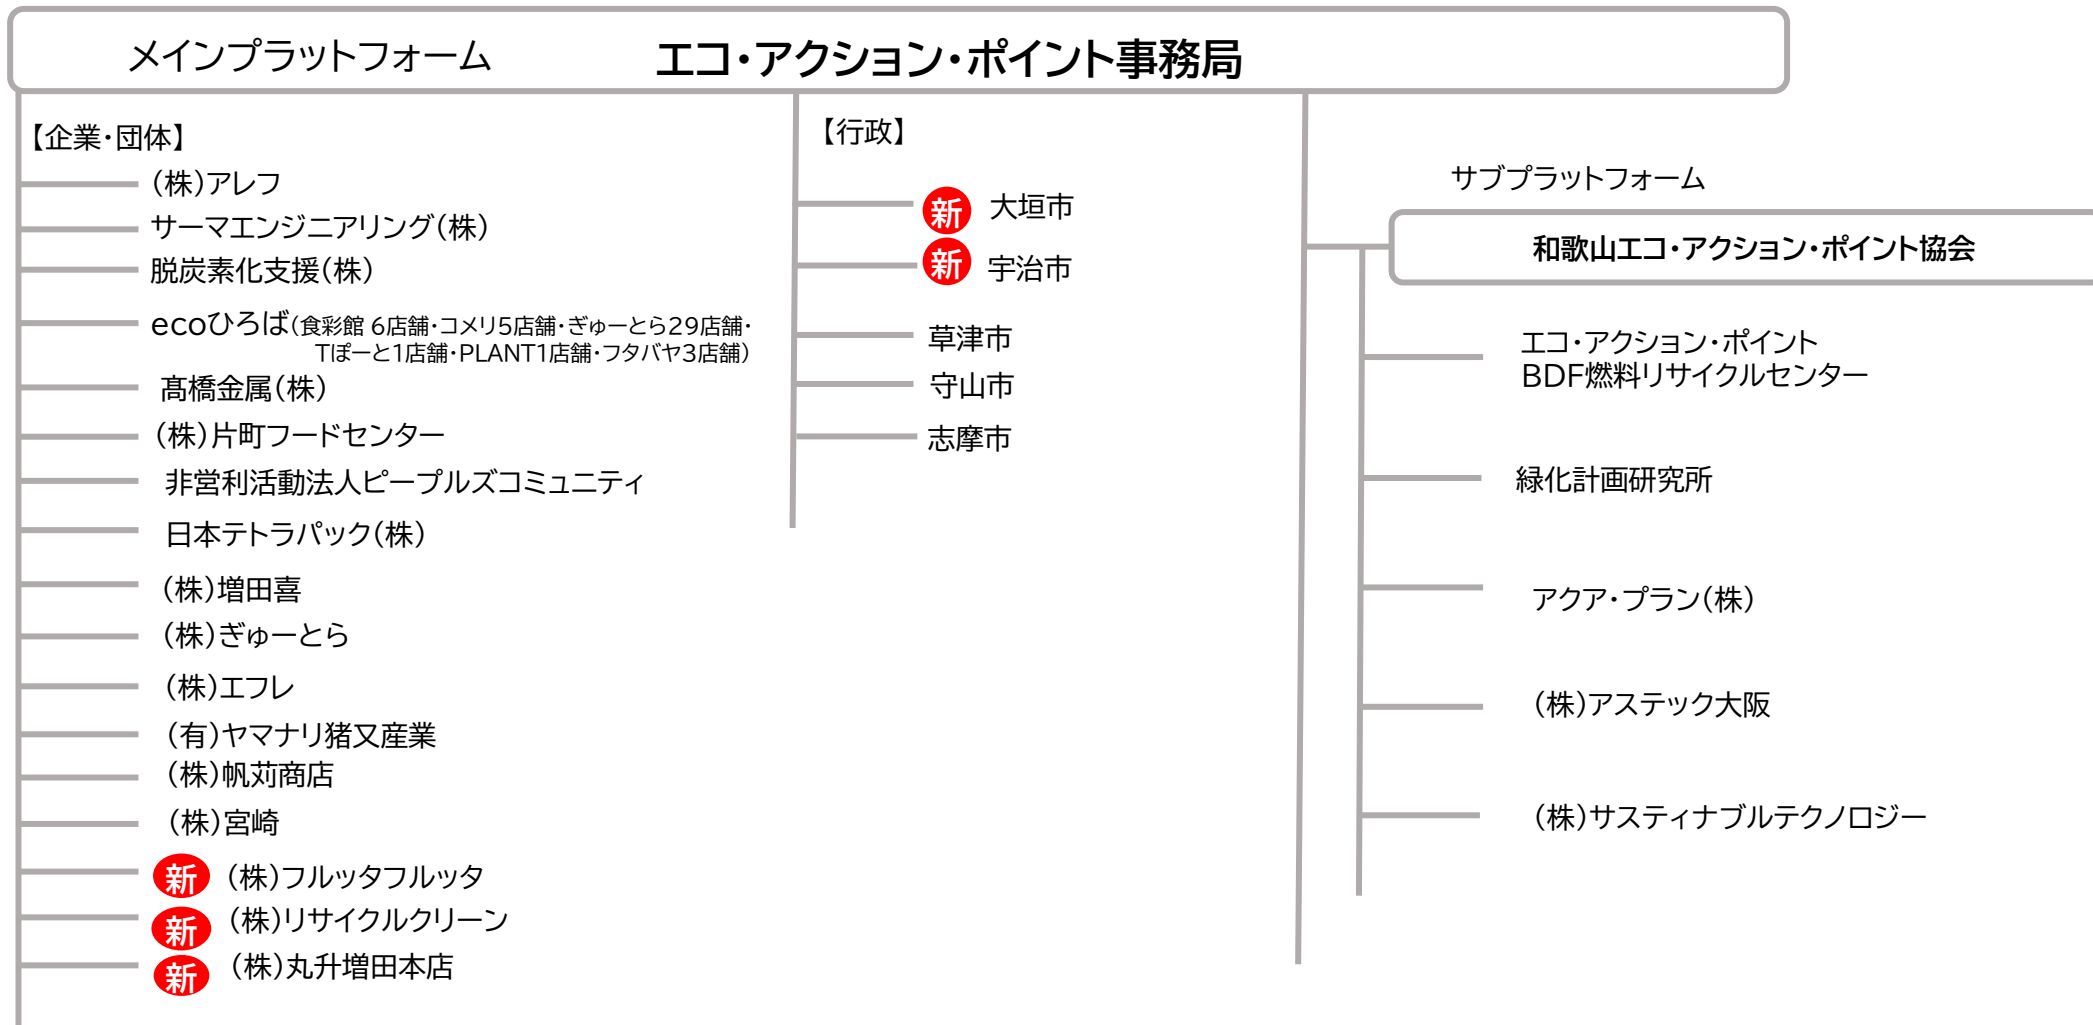 メインプラットフォーム エコ・アクション・ポイント事務局
【企業・団体】
(株)アレフ
サーマエンジニアリング(株)
脱炭素化支援(株)
ecoひろば(食彩館 6店舗・コメリ5店舗・ぎゅーとら29店舗・
Tぽーと1店舗・PLANT1店舗・フタバヤ3店舗)
髙橋金属(株)
(株)片町フードセンター
非営利活動法人ピープルズコミュニティ
日本テトラパック(株)
(株)増田喜
(株)ぎゅーとら
(株)エフレ
(有)ヤマナリ猪又産業
(株)帆苅商店
(株)宮崎
新 (株)フルッタフルッタ
新 (株)リサイクルクリーン
新 (株)丸升増田本店
【行政】
新 大垣市
新 宇治市
草津市
守山市
志摩市
サブプラットフォーム
和歌山エコ・アクション・ポイント協会
エコ・アクション・ポイント
BDF燃料リサイクルセンター
緑化計画研究所
アクア・プラン(株)
(株)アステック大阪
(株)サスティナブルテクノロジー